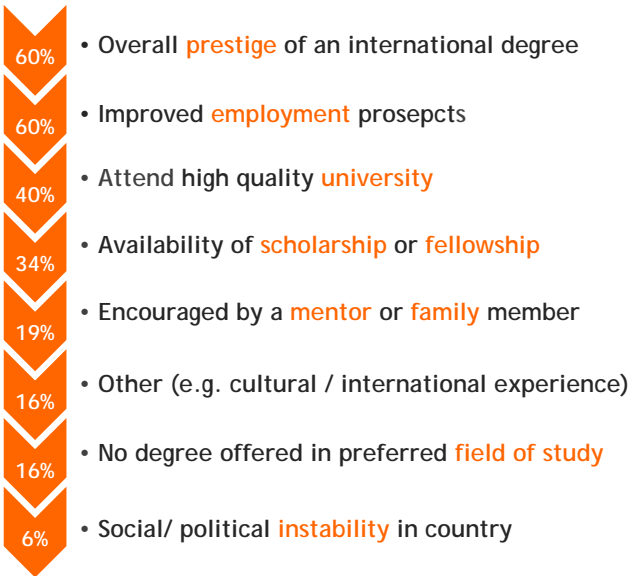 60% • Overall prestige of an international degree
60% • Improved employment prosepcts
40% • Attend high quality university
34% • Availability of scholarship or fellowship
19% • Encouraged by a mentor or family member
16% • Other (e.g. cultural / international experience)
16% • No degree offered in preferred field of study
6% • Social/ political instability in country